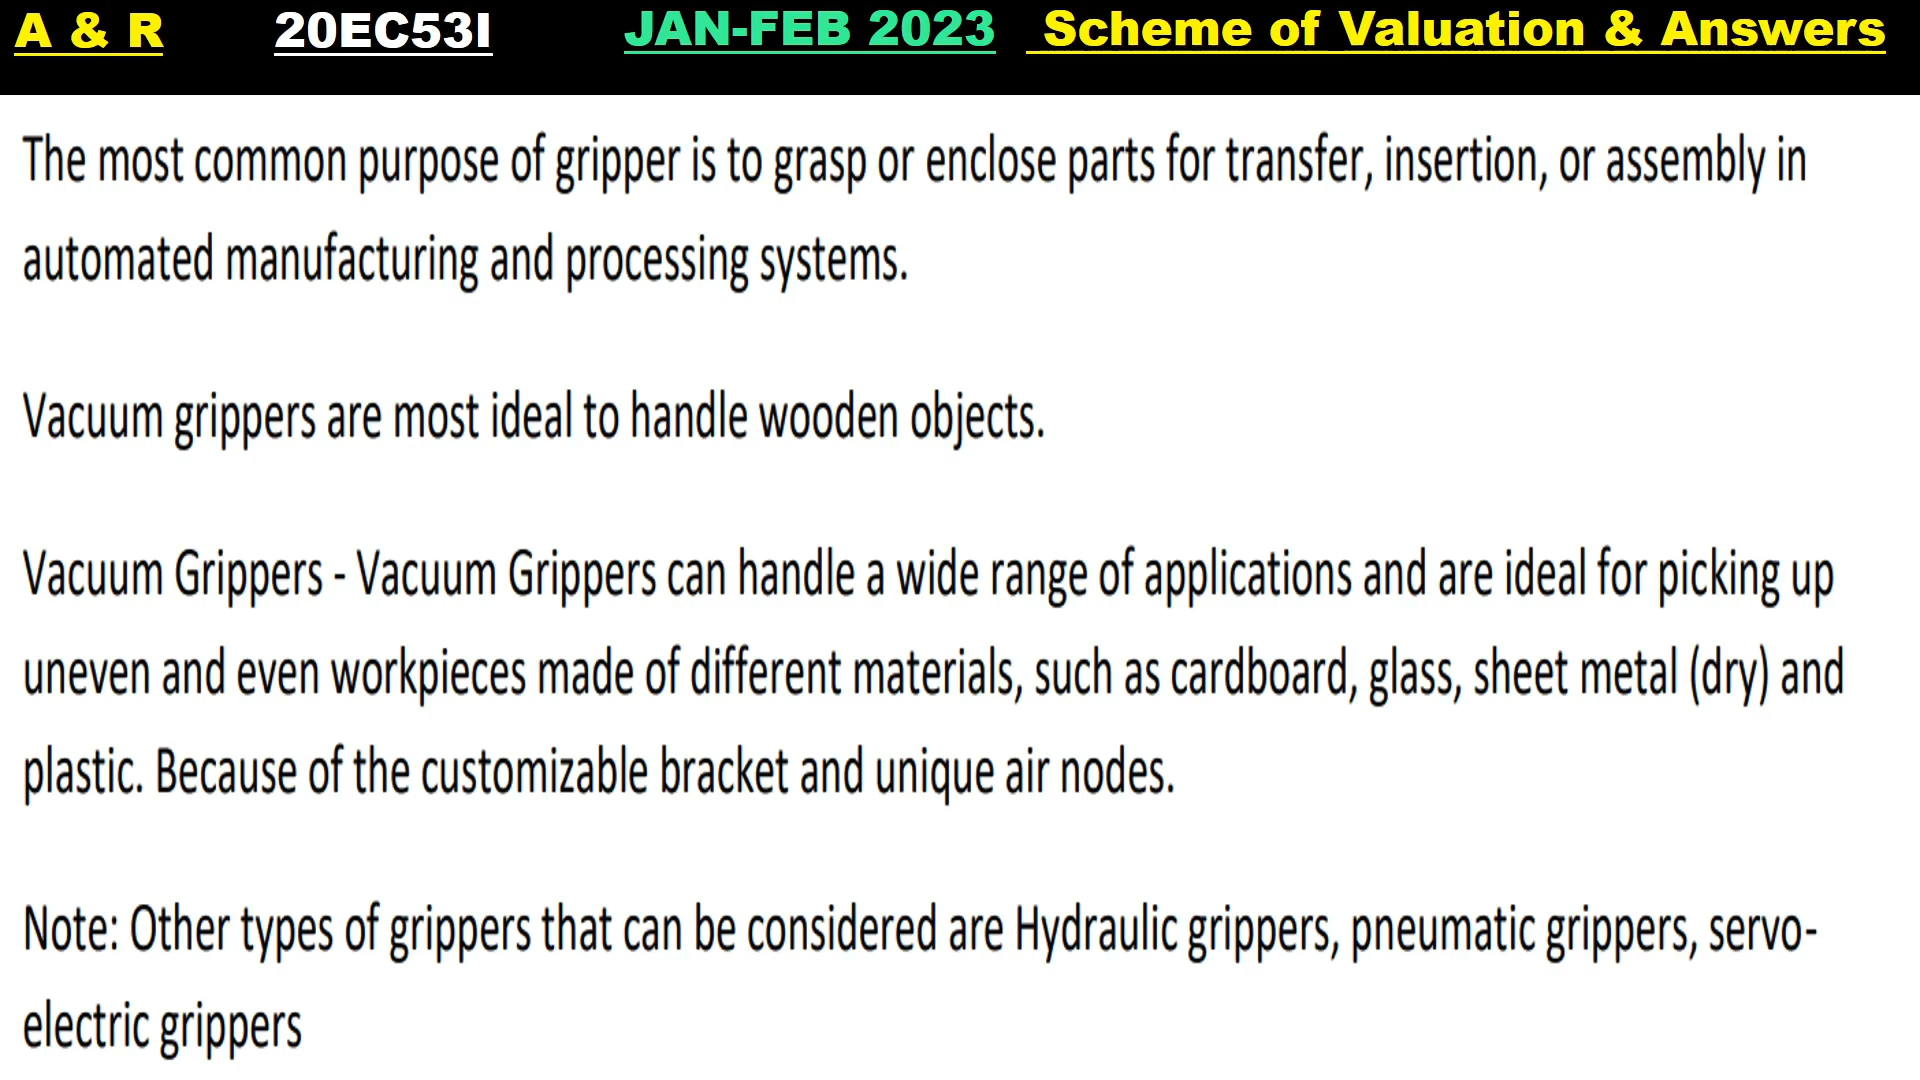 A & R 20EC53I JAN-FEB 2023 Scheme of Valuation & Answers
The most common purpose of gripper is to grasp or enclose parts for transfer, insertion, or assembly in
automated manufacturing and processing systems.
Vacuum grippers are most ideal to handle wooden objects.
Vacuum Grippers - Vacuum Grippers can handle a wide range of applications and are ideal for picking up
uneven and even workpieces made of different materials, such as cardboard, glass, sheet metal (dry) and
plastic. Because of the customizable bracket and unique air nodes.
Note: Other types of grippers that can be considered are Hydraulic grippers, pneumatic grippers, servo-
electric grippers